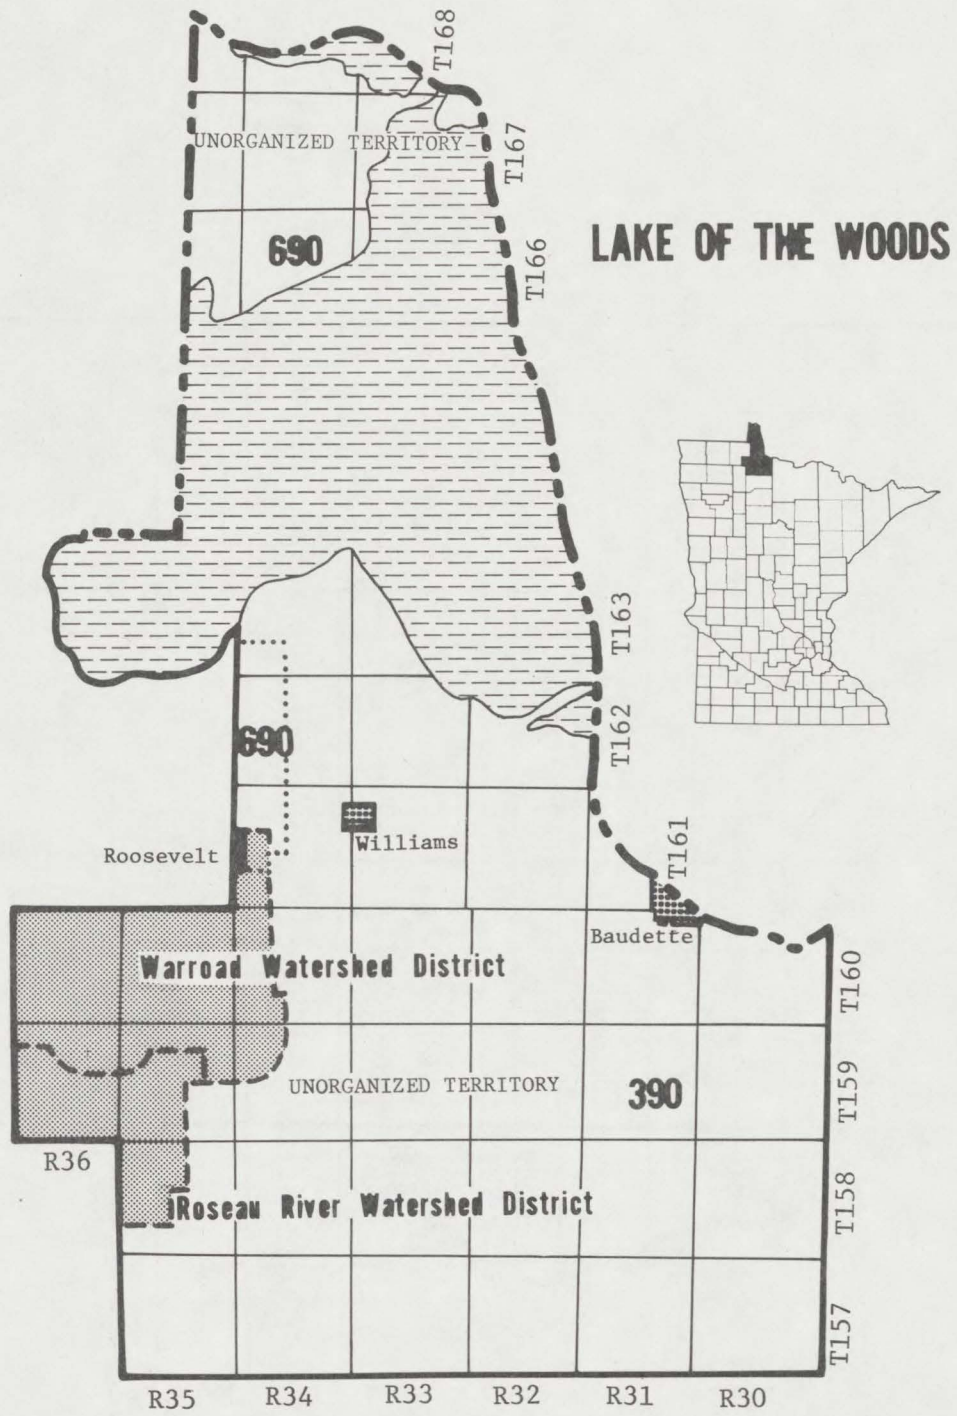 T168
UNORGANIZED TERRITORY
T167
690
T166
LAKE OF THE WOODS
T163
690
T162
Williams
Roosevelt
T161
Baudette
Warroad Watershed District
T160
UNORGANIZED TERRITORY
390
T159
R36
Roseau River Watershed District
T158
T157
R35 R34 R33 R32 R31 R30